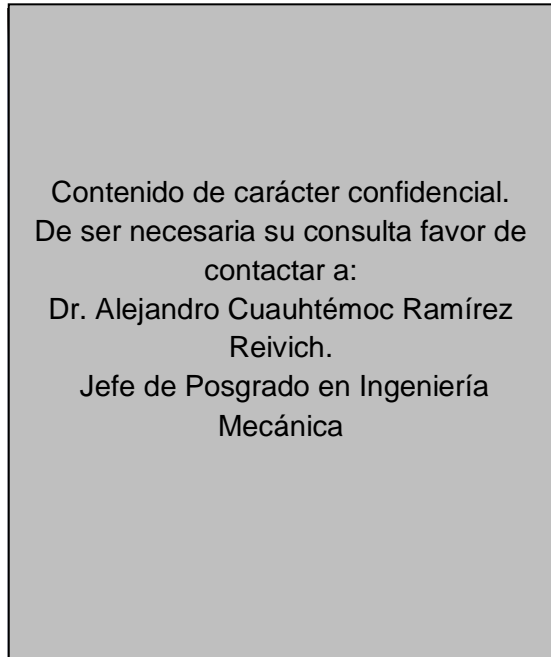 Contenido de carácter confidencial.
De ser necesaria su consulta favor de
contactar a:
Dr. Alejandro Cuauhtémoc Ramírez
Reivich.
Jefe de Posgrado en Ingeniería
Mecánica